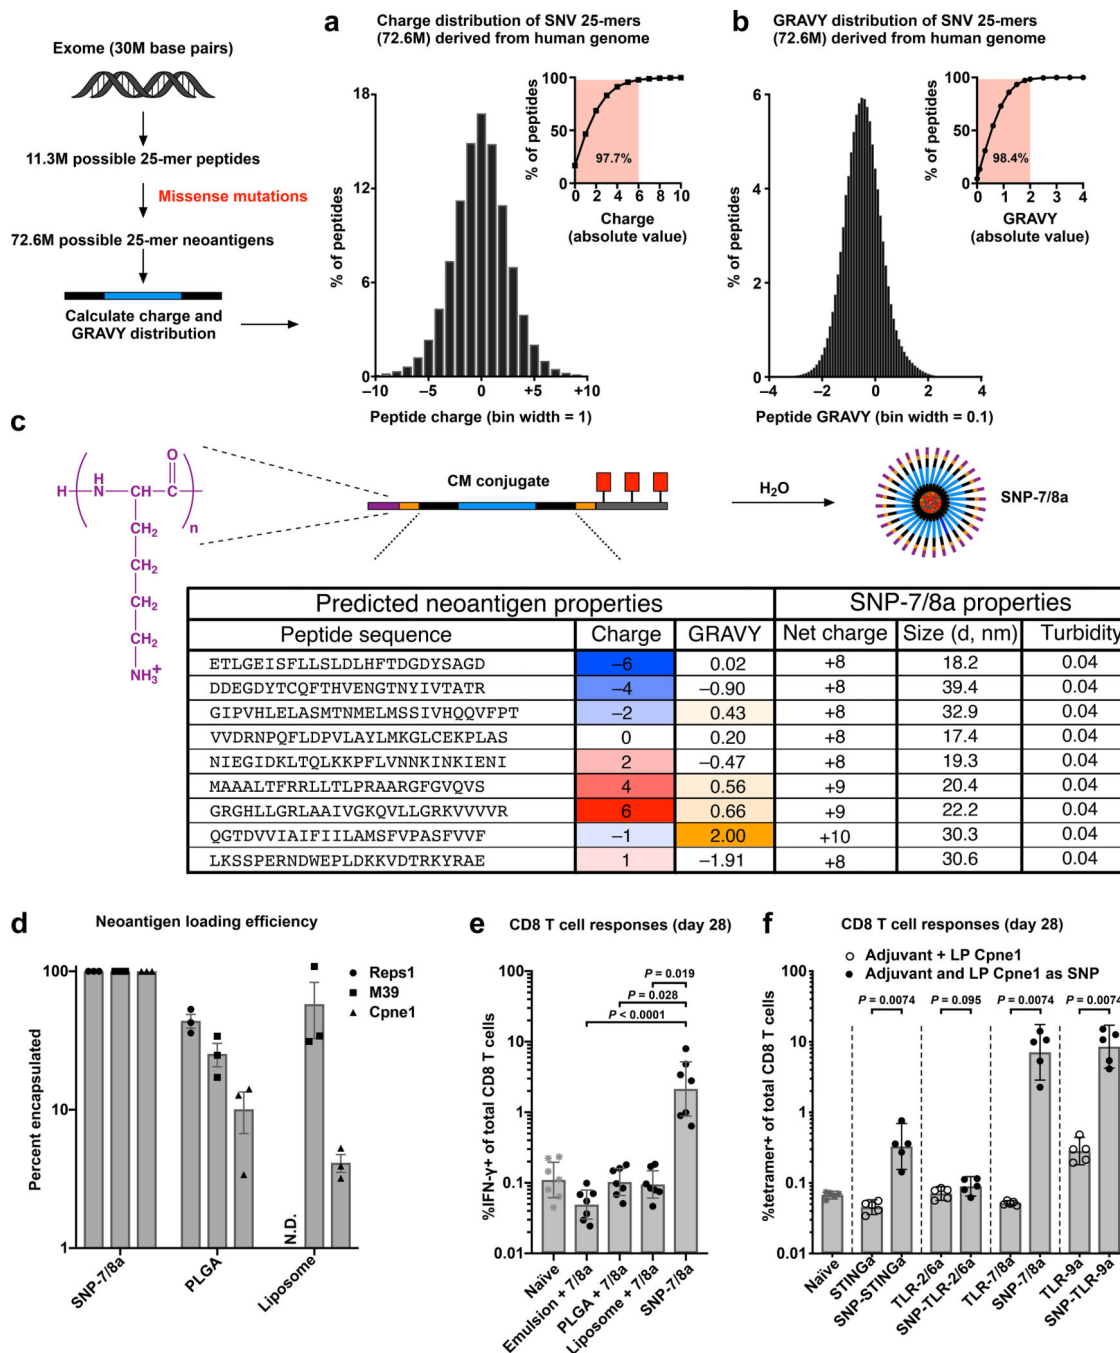 Exome (30M base pairs)
11.3M possible 25-mer peptides
Missense mutations
72.6M possible 25-mer neoantigens
Calculate charge and
GRAVY distribution
a
Charge distribution of SNV 25-mers
(72.6M) derived from human genome
% of peptides
18
12
6
0
−10
−5
0
+5
+10
Peptide charge (bin width = 1)
% of peptides
100
50
0
97.7%
0 2 4 6 8 10
Charge
(absolute value)
b
GRAVY distribution of SNV 25-mers
(72.6M) derived from human genome
% of peptides
6
4
2
0
−4
−2
0
2
4
Peptide GRAVY (bin width = 0.1)
% of peptides
100
50
0
98.4%
0 1 2 3 4
GRAVY
(absolute value)
c
H
N
H
CH
C
O
n
CH2
CH2
CH2
CH2
NH3+
CM conjugate
H2O
SNP-7/8a
Predicted neoantigen properties SNP-7/8a properties
Peptide sequence Charge GRAVY Net charge Size (d, nm) Turbidity
ETLGEISFLLSLDLHFTDGDYSAGD −6 0.02 +8 18.2 0.04
DDEGDYTCQFTHVENGTNYIVTATR −4 −0.90 +8 39.4 0.04
GIPVHLELASMTNMELMSSIVHQQVFPT −2 0.43 +8 32.9 0.04
VVDRNPQFLDPVLAYLMKGLCEKPLAS 0 0.20 +8 17.4 0.04
NIEGIDKLTQLKKPFLVNNKINKIENI 2 −0.47 +8 19.3 0.04
MAAALTFRRLLTLPRAARGFGVQVS 4 0.56 +9 20.4 0.04
GRGHLLGRLAAIVGKQVLLGRKVVVVR 6 0.66 +9 22.2 0.04
QGTDVVIAIFIILAMSFVPASFVVF −1 2.00 +10 30.3 0.04
LKSSPERNDWEPLDKKVDTRKYRAE 1 −1.91 +8 30.6 0.04
d
Neoantigen loading efficiency
Percent encapsulated
100
10
1
Reps1
M39
Cpne1
N.D.
SNP-7/8a
PLGA
Liposome
e
CD8 T cell responses (day 28)
%IFN-γ+ of total CD8 T cells
100
10
1
0.1
0.01
P = 0.019
P = 0.028
P < 0.0001
Naïve
Emulsion + 7/8a
PLGA + 7/8a
Liposome + 7/8a
SNP-7/8a
f
CD8 T cell responses (day 28)
Adjuvant + LP Cpne1
Adjuvant and LP Cpne1 as SNP
%tetramer+ of total CD8 T cells
100
10
1
0.1
0.01
P = 0.0074
P = 0.095
P = 0.0074
P = 0.0074
Naïve
STINGa
SNP-STINGa
TLR-2/6a
SNP-TLR-2/6a
TLR-7/8a
SNP-7/8a
TLR-9a
SNP-TLR-9a